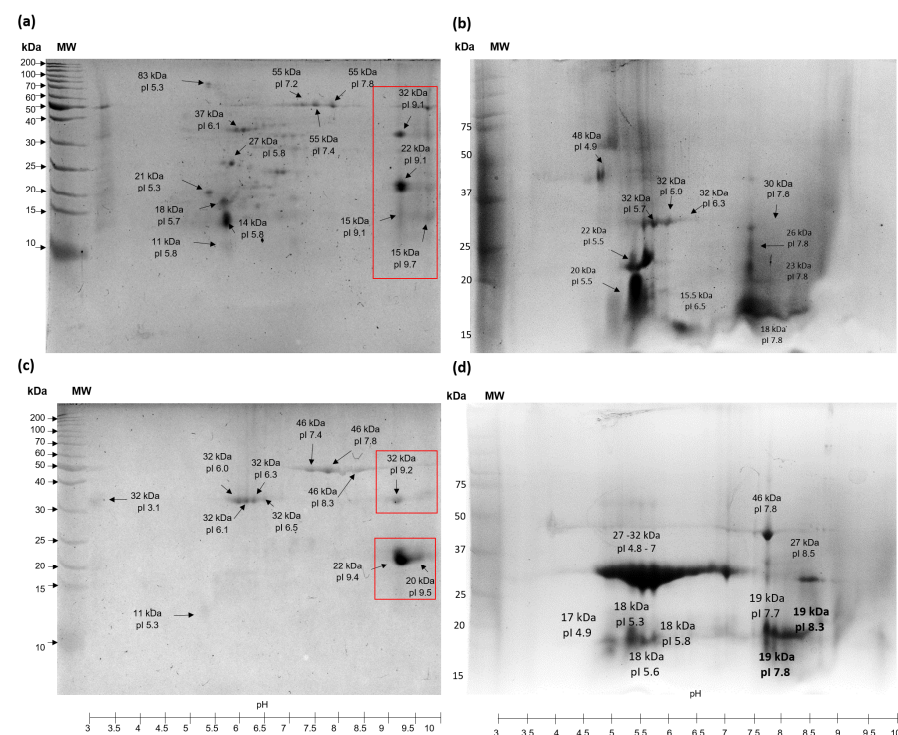 (a)
kDa MW
200
100
70
60
50
40
30
25
20
15
10
83 kDa
pI 5.3
55 kDa
pI 7.2
55 kDa
pI 7.8
32 kDa
pI 9.1
37 kDa
pI 6.1
55 kDa
pI 7.4
27 kDa
pI 5.8
22 kDa
pI 9.1
21 kDa
pI 5.3
18 kDa
pI 5.7
14 kDa
pI 5.8
15 kDa
pI 9.1
11 kDa
pI 5.8
15 kDa
pI 9.7
(b)
kDa MW
75
50
37
25
20
15
48 kDa
pI 4.9
32 kDa
pI 5.7
32 kDa
pI 6.0
32 kDa
pI 6.3
30 kDa
pI 7.8
22 kDa
pI 5.5
26 kDa
pI 7.8
20 kDa
pI 5.5
23 kDa
pI 7.8
15.5 kDa
pI 6.5
18 kDa
pI 7.8
(c)
kDa MW
200
100
70
60
50
40
30
25
20
15
10
46 kDa
pI 7.4
46 kDa
pI 7.8
32 kDa
pI 6.0
32 kDa
pI 6.3
32 kDa
pI 9.2
32 kDa
pI 3.1
46 kDa
pI 8.3
32 kDa
pI 6.1
32 kDa
pI 6.5
22 kDa
pI 9.4
20 kDa
pI 9.5
11 kDa
pI 5.3
pH
3 3.5 4 4.5 5 5.5 6 6.5 7 7.5 8 8.5 9 9.5 10
(d)
kDa MW
75
50
37
25
20
15
46 kDa
pI 7.8
27 -32 kDa
pI 4.8 - 7
27 kDa
pI 8.5
17 kDa
pI 4.9
18 kDa
pI 5.3
18 kDa
pI 5.8
19 kDa
pI 7.7
19 kDa
pI 8.3
18 kDa
pI 5.6
19 kDa
pI 7.8
pH
3 3.5 4 4.5 5 5.5 6 6.5 7 7.5 8 8.5 9 9.5 10